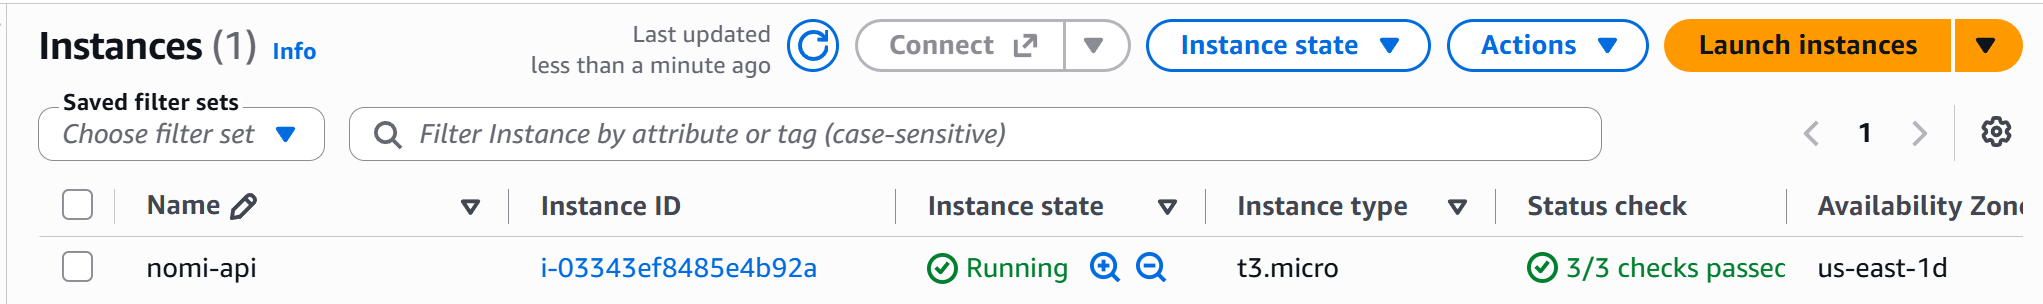 Instances (1) Info
Last updated
less than a minute ago
Connect
Instance state
Actions
Launch instances
Saved filter sets
Choose filter set
Filter Instance by attribute or tag (case-sensitive)
1
Name Instance ID Instance state Instance type Status check Availability Zon
nomi-api i-03343ef8485e4b92a Running t3.micro 3/3 checks passec us-east-1d